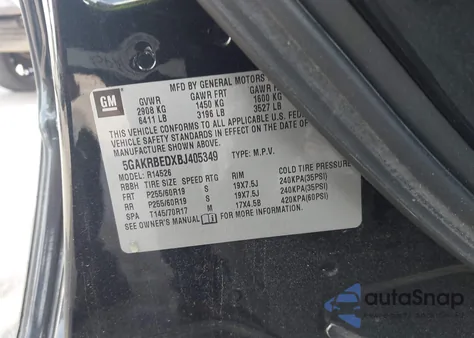 GM
MFD BY GENERAL MOTORS
GVWR GAWR FRT GAWR
2908 KG 1450 KG 1600 KG
6411 LB 3196 LB 3527 LB
THIS VEHICLE CONFORMS TO ALL APPLICABLE U.S. FEDERAL
VEHICLE SAFETY
SAFETY STANDARDS IN EFFECT ON THE
OF MANUFACTURE SHOWN ABOVE.
5GAKRBEDXBJ405349 TYPE: M.P.V.
MODEL: R14526
RBBH TIRE SIZE SPEED RTG RIM COLD TIRE PRESSURE
FRT P255/60R19 S 19X7.5J 240KPA(35PSI)
RR P255/60R19 S 19X7.5J 240KPA(35PSI)
SPA T145/70R17 M 17X4.5B 420KPA(60PSI)
SEE OWNER'S MANUAL FOR MORE INFORMATION.
autoSnap